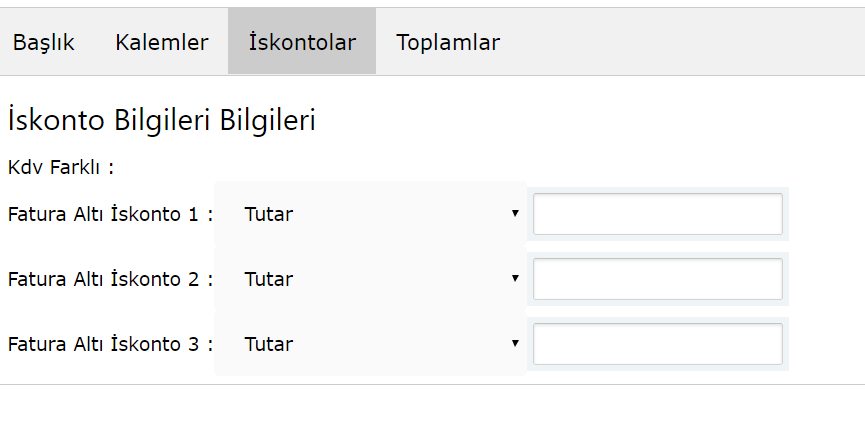 Başlık Kalemler İskontolar Toplamlar
İskonto Bilgileri Bilgileri
Kdv Farklı :
Fatura Altı İskonto 1 : Tutar
Fatura Altı İskonto 2 : Tutar
Fatura Altı İskonto 3 : Tutar